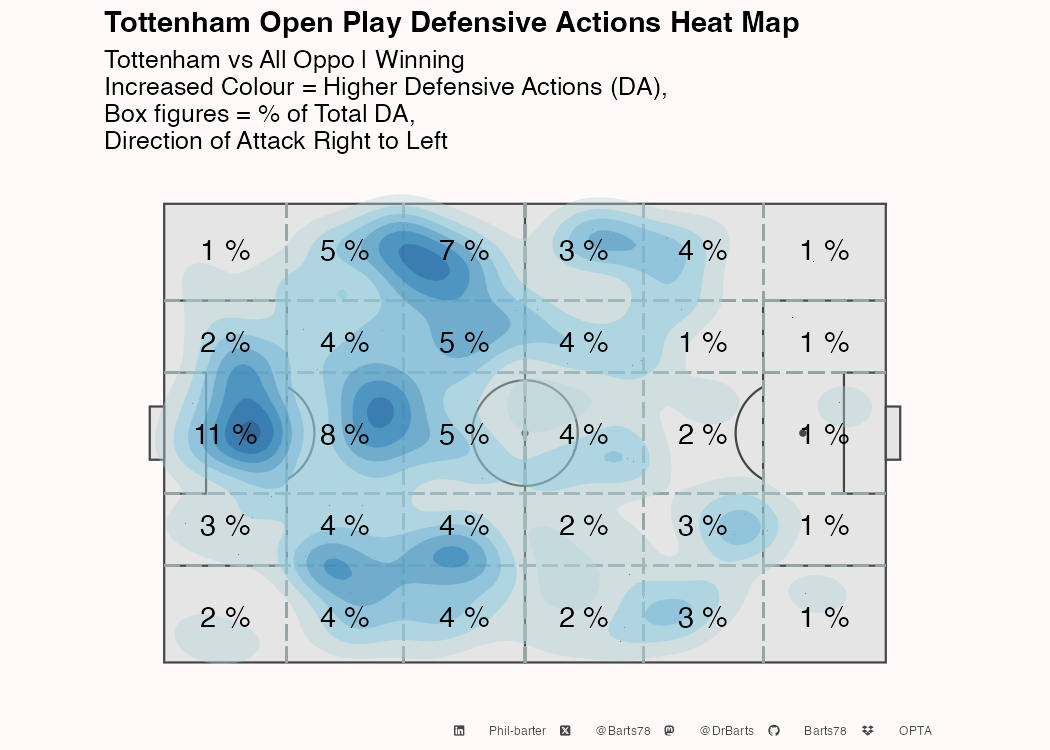 Tottenham Open Play Defensive Actions Heat Map
Tottenham vs All Oppo | Winning
Increased Colour = Higher Defensive Actions (DA),
Box figures = % of Total DA,
Direction of Attack Right to Left
1 % 5 % 7 % 3 % 4 % 1 %
2 % 4 % 5 % 4 % 1 % 1 %
11 % 8 % 5 % 4 % 2 % 1 %
3 % 4 % 4 % 2 % 3 % 1 %
2 % 4 % 4 % 2 % 3 % 1 %
Phil-barter @Barts78 @DrBarts Barts78 OPTA